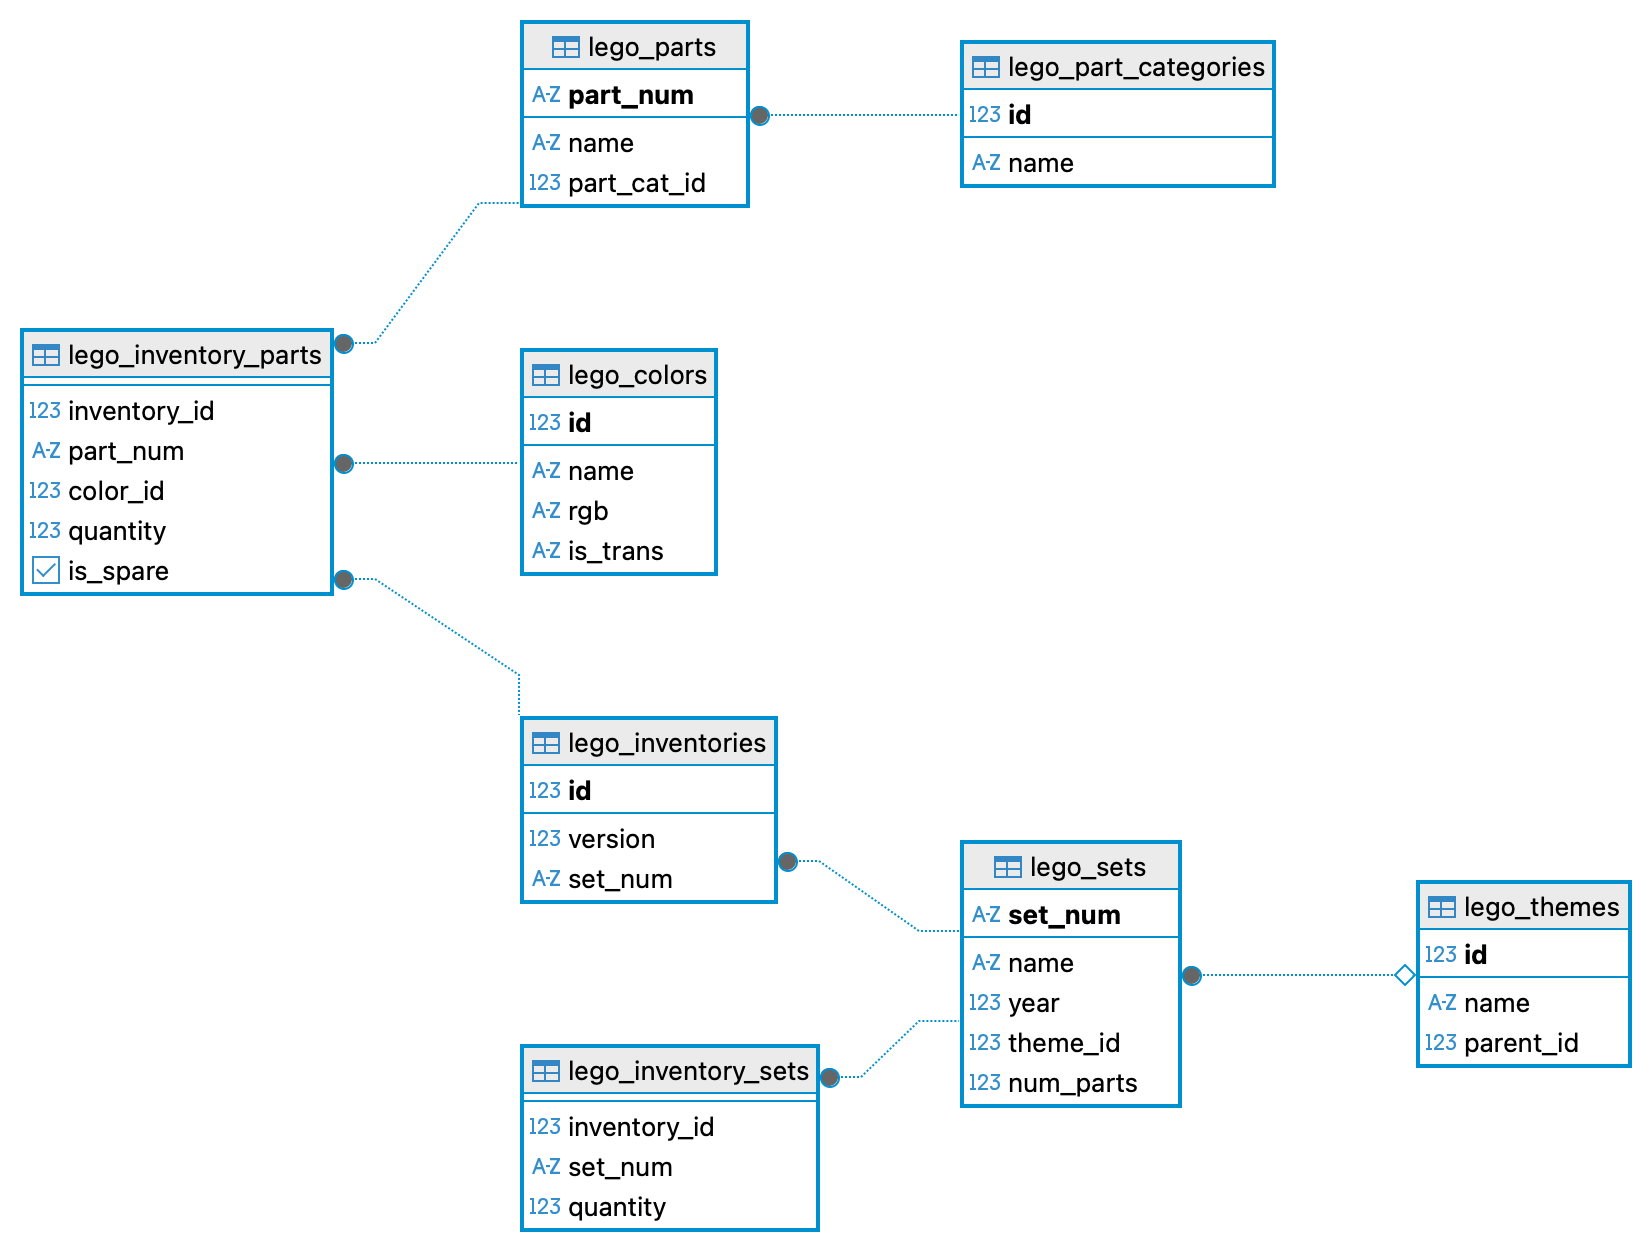 lego_parts
A-Z part_num
A-Z name
123 part_cat_id
lego_part_categories
123 id
A-Z name
lego_inventory_parts
123 inventory_id
A-Z part_num
123 color_id
123 quantity
is_spare
lego_colors
123 id
A-Z name
A-Z rgb
A-Z is_trans
lego_inventories
123 id
123 version
A-Z set_num
lego_sets
A-Z set_num
A-Z name
123 year
123 theme_id
123 num_parts
lego_themes
123 id
A-Z name
123 parent_id
lego_inventory_sets
123 inventory_id
A-Z set_num
123 quantity